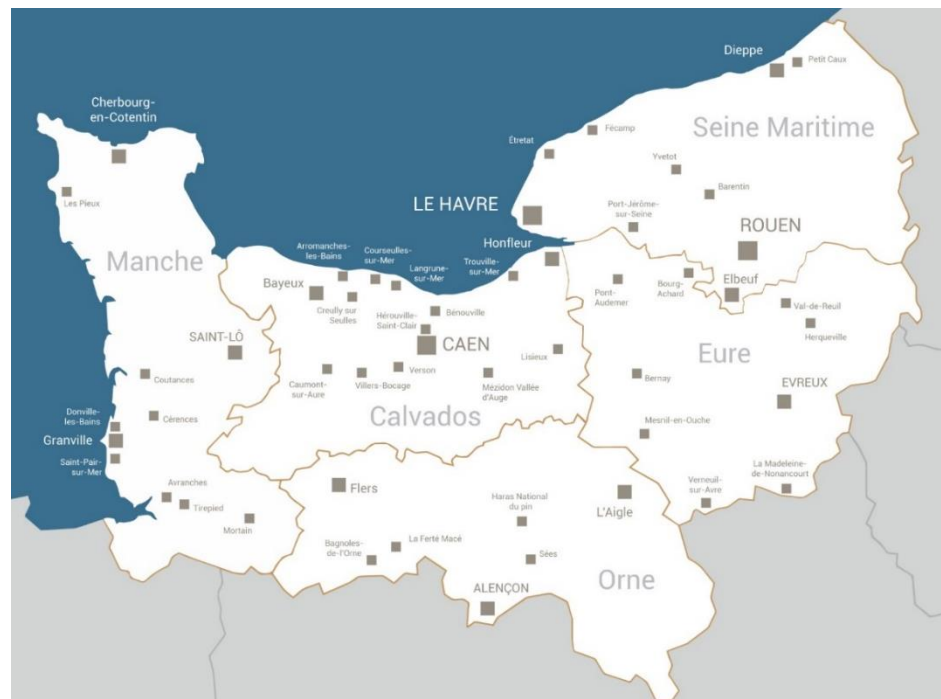 Dieppe
Petit Caux
Cherbourg-
en-Cotentin
Seine Maritime
Fécamp
Étretat
Yvetot
Les Pieux
Barentin
LE HAVRE
Port-Jérôme-
sur-Seine
ROUEN
Honfleur
Manche
Arromanches-
les-Bains
Courseulles-
sur-Mer
Langrune-
sur-Mer
Trouville-
sur-Mer
Bayeux
Creully sur
Seulles
Hérouville-
Saint-Clair
Bénouville
Pont-
Audemer
Bourg-
Achard
Elbeuf
Val-de-Reuil
Herqueville
SAINT-LÔ
CAEN
Lisieux
Eure
Coutances
Caumont-
sur-Aure
Villers-Bocage
Verson
Mézidon Vallée
d'Auge
Bernay
EVREUX
Donville-
les-Bains
Cérences
Calvados
Mesnil-en-Ouche
Granville
Saint-Pair-
sur-Mer
La Madeleine-
de-Nonancourt
Verneuil-
sur-Avre
Avranches
Tirepied
Mortain
Flers
Haras National
du pin
L'Aigle
Bagnoles-
de-l'Orne
La Ferté Macé
Sées
Orne
ALENÇON